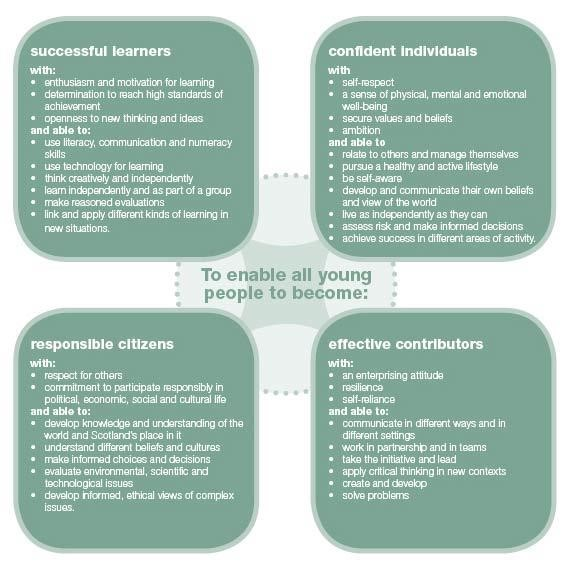 successful learners
with:
• enthusiasm and motivation for learning
• determination to reach high standards of
achievement
• openness to new thinking and ideas
and able to:
• use literacy, communication and numeracy
skills
• use technology for learning
• think creatively and independently
• learn independently and as part of a group
• make reasoned evaluations
• link and apply different kinds of learning in
new situations.
confident individuals
with
• self-respect
• a sense of physical, mental and emotional
well-being
• secure values and beliefs
• ambition
and able to
• relate to others and manage themselves
• pursue a healthy and active lifestyle
• be self-aware
• develop and communicate their own beliefs
and view of the world
• live as independently as they can
• assess risk and make informed decisions
• achieve success in different areas of activity.
To enable all young
people to become:
responsible citizens
with:
• respect for others
• commitment to participate responsibly in
political, economic, social and cultural life
and able to:
• develop knowledge and understanding of the
world and Scotland's place in it
• understand different beliefs and cultures
• make informed choices and decisions
• evaluate environmental, scientific and
technological issues
• develop informed, ethical views of complex
issues.
effective contributors
with:
• an enterprising attitude
• resilience
• self-reliance
and able to:
• communicate in different ways and in
different settings
• work in partnership and in teams
• take the initiative and lead
• apply critical thinking in new contexts
• create and develop
• solve problems